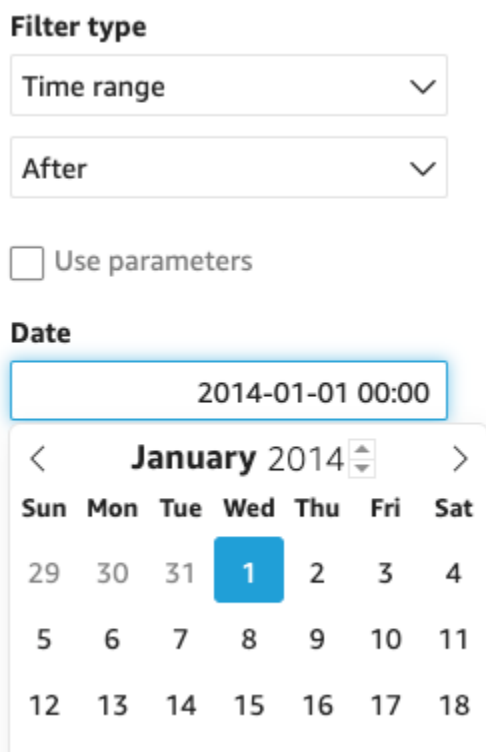 Filter type
Time range
After
Use parameters
Date
2014-01-01 00:00
January 2014
Sun Mon Tue Wed Thu Fri Sat
29 30 31 1 2 3 4
5 6 7 8 9 10 11
12 13 14 15 16 17 18